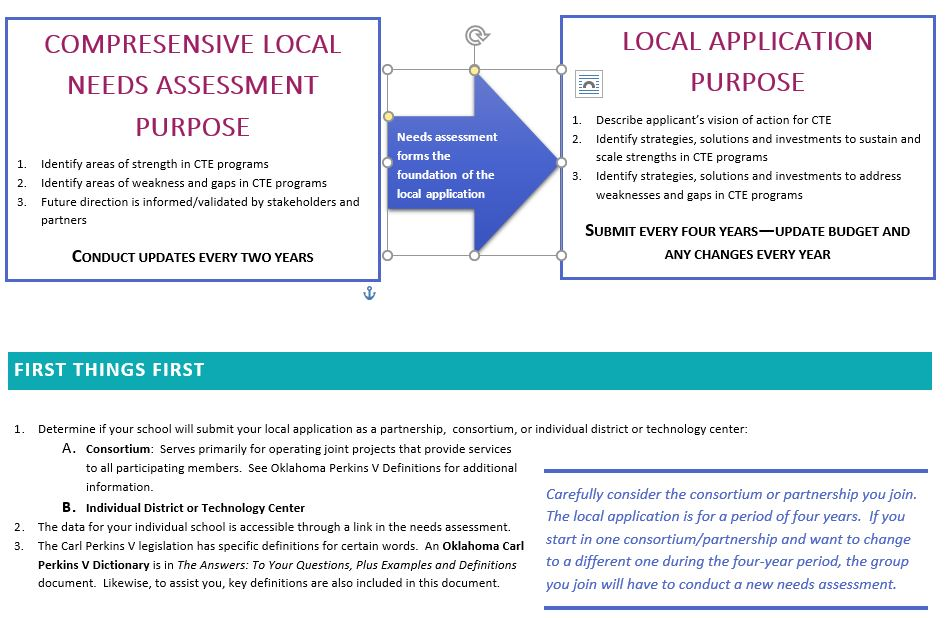 COMPRESENSIVE LOCAL
NEEDS ASSESSMENT
PURPOSE
1. Identify areas of strength in CTE programs
2. Identify areas of weakness and gaps in CTE programs
3. Future direction is informed/validated by stakeholders and
partners
CONDUCT UPDATES EVERY TWO YEARS
Needs assessment
forms the
foundation of the
local application
LOCAL APPLICATION
PURPOSE
1. Describe applicant's vision of action for CTE
2. Identify strategies, solutions and investments to sustain and
scale strengths in CTE programs
3. Identify strategies, solutions and investments to address
weaknesses and gaps in CTE programs
SUBMIT EVERY FOUR YEARS—UPDATE BUDGET AND
ANY CHANGES EVERY YEAR
FIRST THINGS FIRST
1. Determine if your school will submit your local application as a partnership, consortium, or individual district or technology center:
A. Consortium: Serves primarily for operating joint projects that provide services
to all participating members. See Oklahoma Perkins V Definitions for additional
information.
B. Individual District or Technology Center
2. The data for your individual school is accessible through a link in the needs assessment.
3. The Carl Perkins V legislation has specific definitions for certain words. An Oklahoma Carl
Perkins V Dictionary is in The Answers: To Your Questions, Plus Examples and Definitions
document. Likewise, to assist you, key definitions are also included in this document.
Carefully consider the consortium or partnership you join.
The local application is for a period of four years. If you
start in one consortium/partnership and want to change
to a different one during the four-year period, the group
you join will have to conduct a new needs assessment.